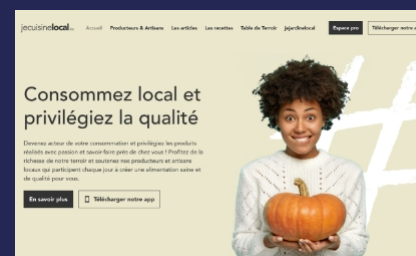 jecuisinelocal
Accueil Producteurs & Artisans Les articles Les recettes Table de Terroir jejardinelocal Espace pro Télécharger notre
Consommez local et
privilégiez la qualité
Devenez acteur de votre consommation et privilégiez les produits
réalisés avec passion et savoir-faire près de chez vous ! Profitez de la
richesse de notre terroir et soutenez nos producteurs et artisans
locaux qui participent chaque jour à créer une alimentation saine et
de qualité pour vous.
En savoir plus Télécharger notre app
#